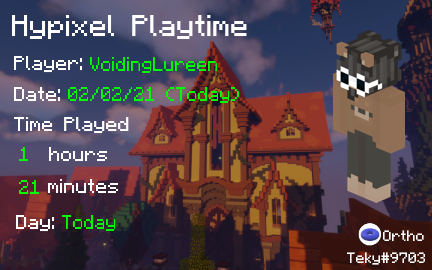 Hypixel Playtime
Player: VoidingLureen
Date: 02/02/21 (Today)
Time Played
1 hours
21 minutes
Day: Today
Ortho
Teky#9703